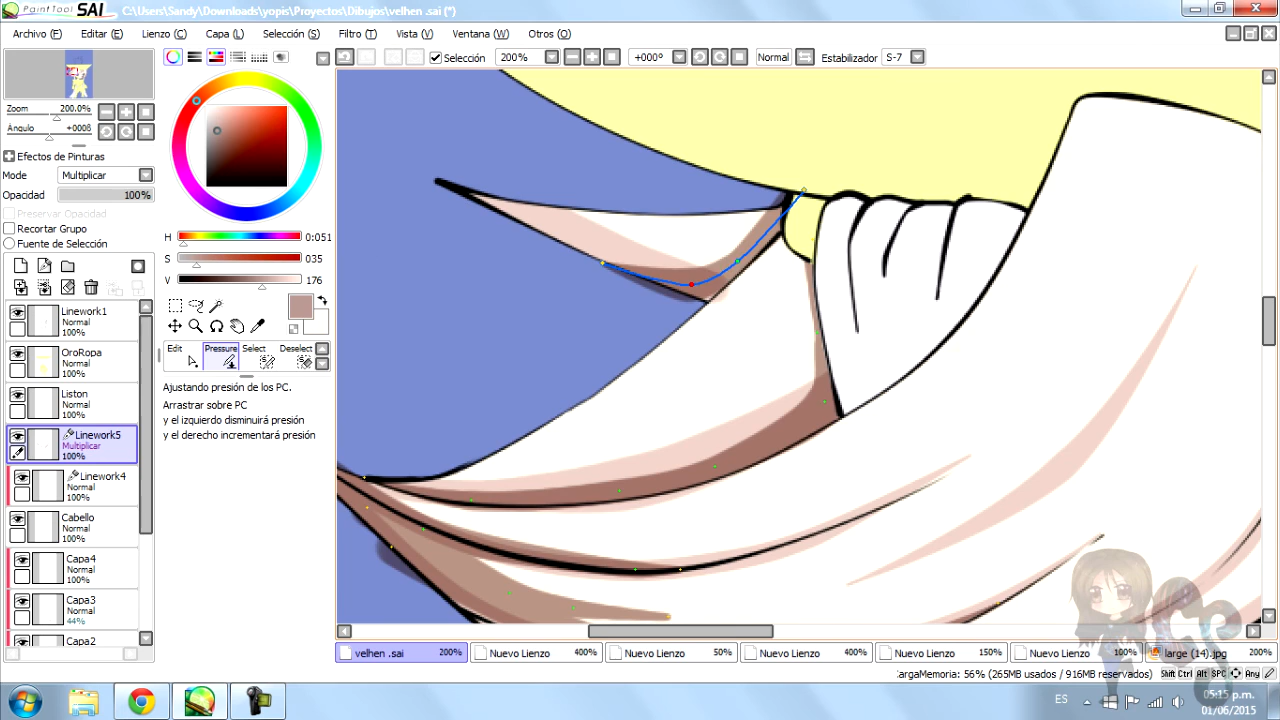 PaintTool SAI C:\Users\Sandy\Downloads\yopis\Proyectos\Dibujos\velhen .sai (*)
Archivo (F) Editar (E) Lienzo (C) Capa (L) Selección (S) Filtro (T) Vista (V) Ventana (W) Otros (O)
Selección 200% +000° Normal Estabilizador S-7
Zoom 200.0%
Ángulo +000ß
Efectos de Pinturas
Mode Multiplicar
Opacidad 100%
Preservar Opacidad
Recortar Grupo
Fuente de Selección
H 0:051
S 035
V 176
Linework1
Normal
100%
OroRopa
Normal
100%
Liston
Normal
100%
Linework5
Multiplicar
100%
Linework4
Normal
100%
Cabello
Normal
100%
Capa4
Normal
100%
Capa3
Normal
44%
Capa2
Edit Pressure Select Deselect
Ajustando presión de los PC.
Arrastrar sobre PC
y el izquierdo disminuirá presión
y el derecho incrementará presión
velhen .sai 200% Nuevo Lienzo 400% Nuevo Lienzo 50% Nuevo Lienzo 400% Nuevo Lienzo 150% Nuevo Lienzo 100% large (14).jpg 200%
argaMemoria: 56% (265MB usados / 916MB reservados) Shift Ctrl Alt SPC Any
ES 05:15 p.m.
01/06/2015